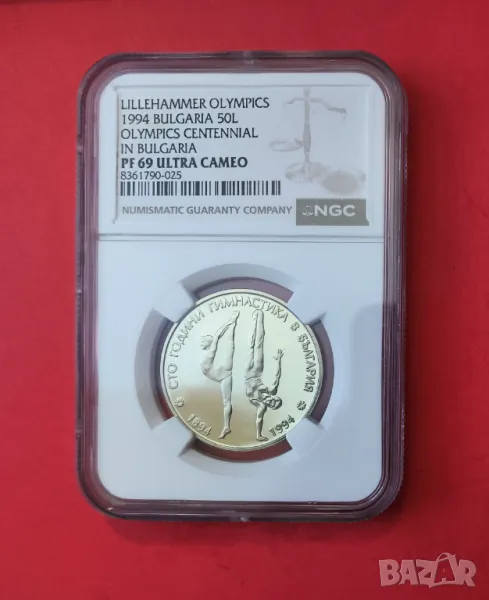 LILLEHAMMER OLYMPICS
1994 BULGARIA 50L
OLYMPICS CENTENNIAL
IN BULGARIA
PF 69 ULTRA CAMEO
8361790-025
NUMISMATIC GUARANTY COMPANY
NGC
СТО ГОДИНИ ГИМНАСТИКА В БЪЛГАРИЯ
1894
1994
БАZАР